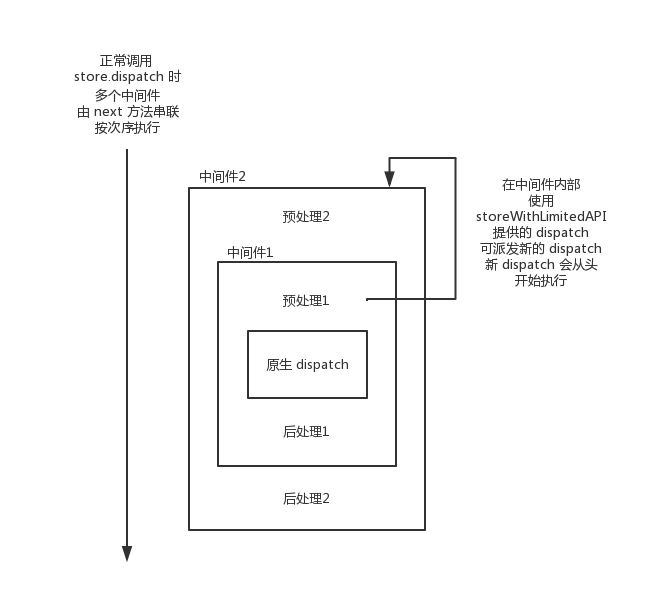 正常调用
store.dispatch 时
多个中间件
由 next 方法串联
按次序执行
中间件2
预处理2
中间件1
预处理1
原生 dispatch
后处理1
后处理2
在中间件内部
使用
storeWithLimitedAPI
提供的 dispatch
可派发新的 dispatch
新 dispatch 会从头
开始执行